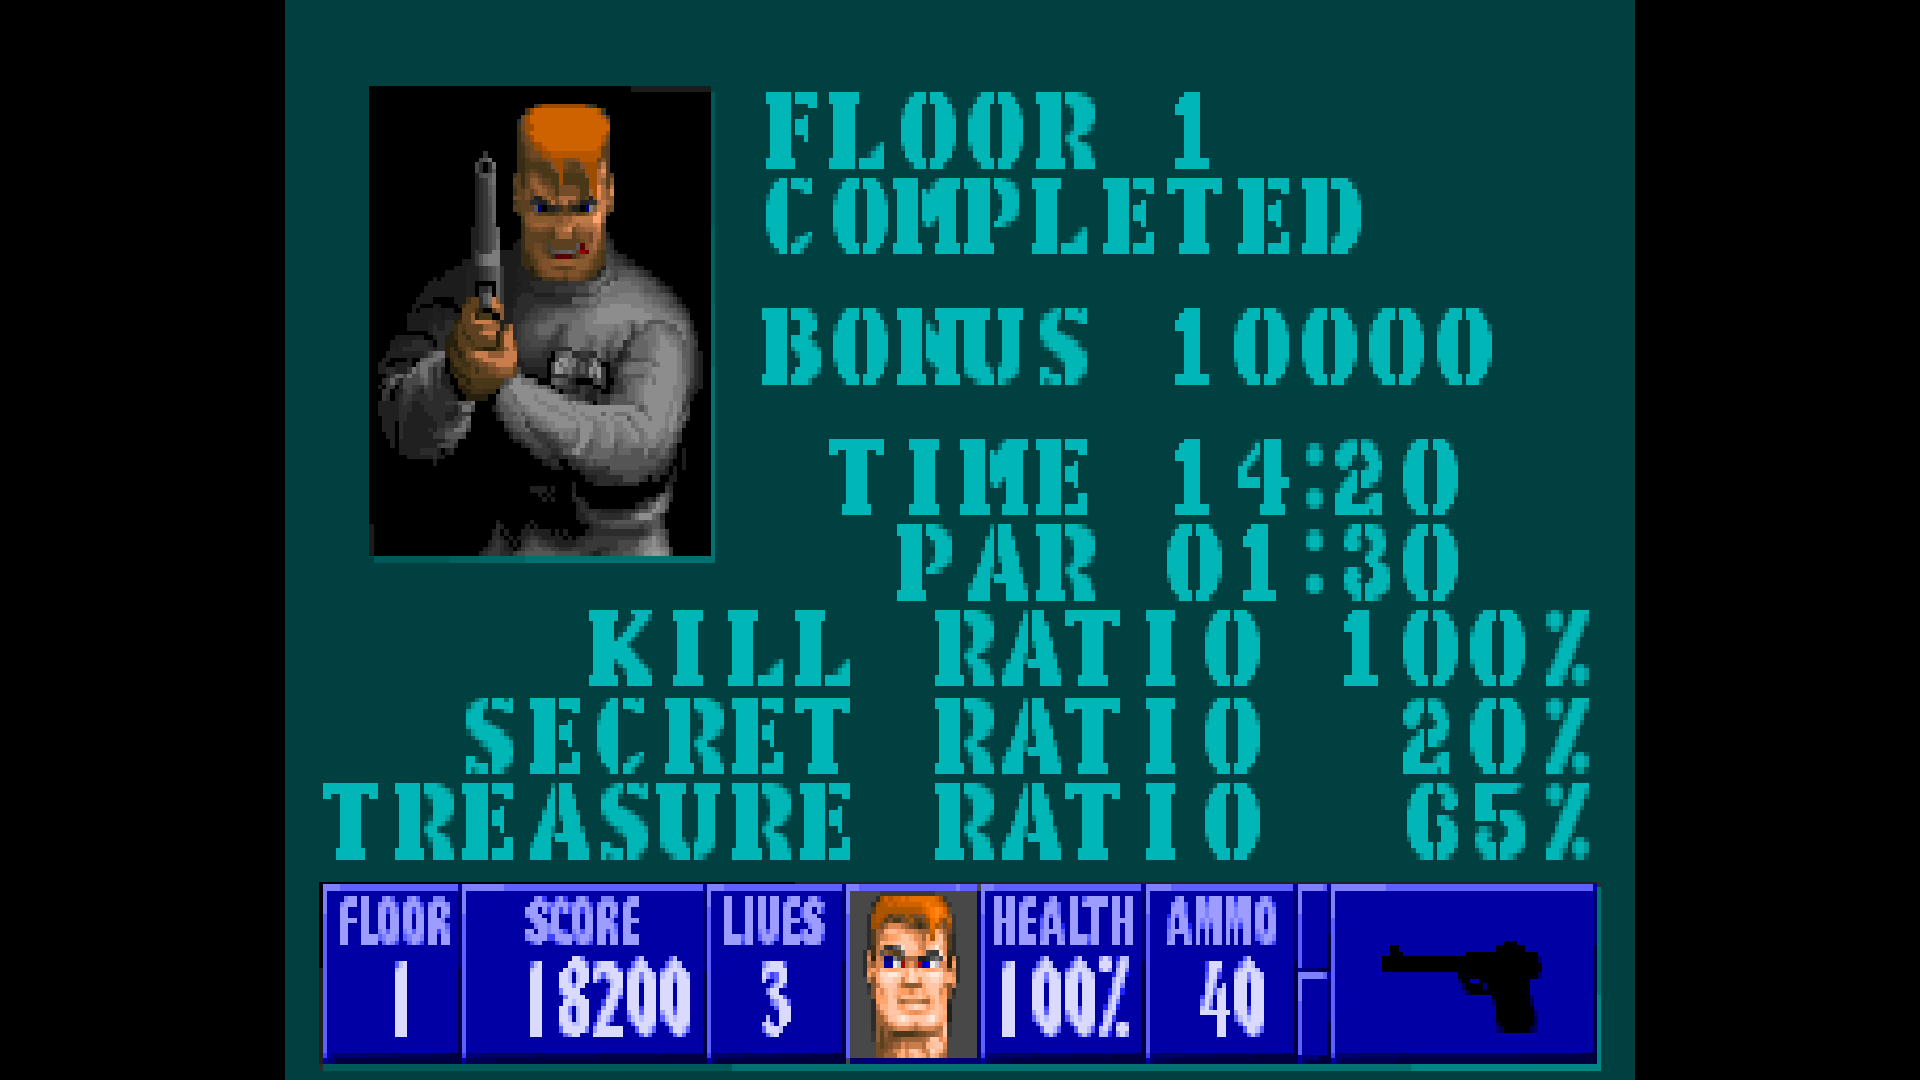 FLOOR 1
COMPLETED
BONUS 10000
TIME 14:20
PAR 01:30
KILL RATIO 100%
SECRET RATIO 20%
TREASURE RATIO 65%
FLOOR SCORE LIVES HEALTH AMMO
1 18200 3 100% 40